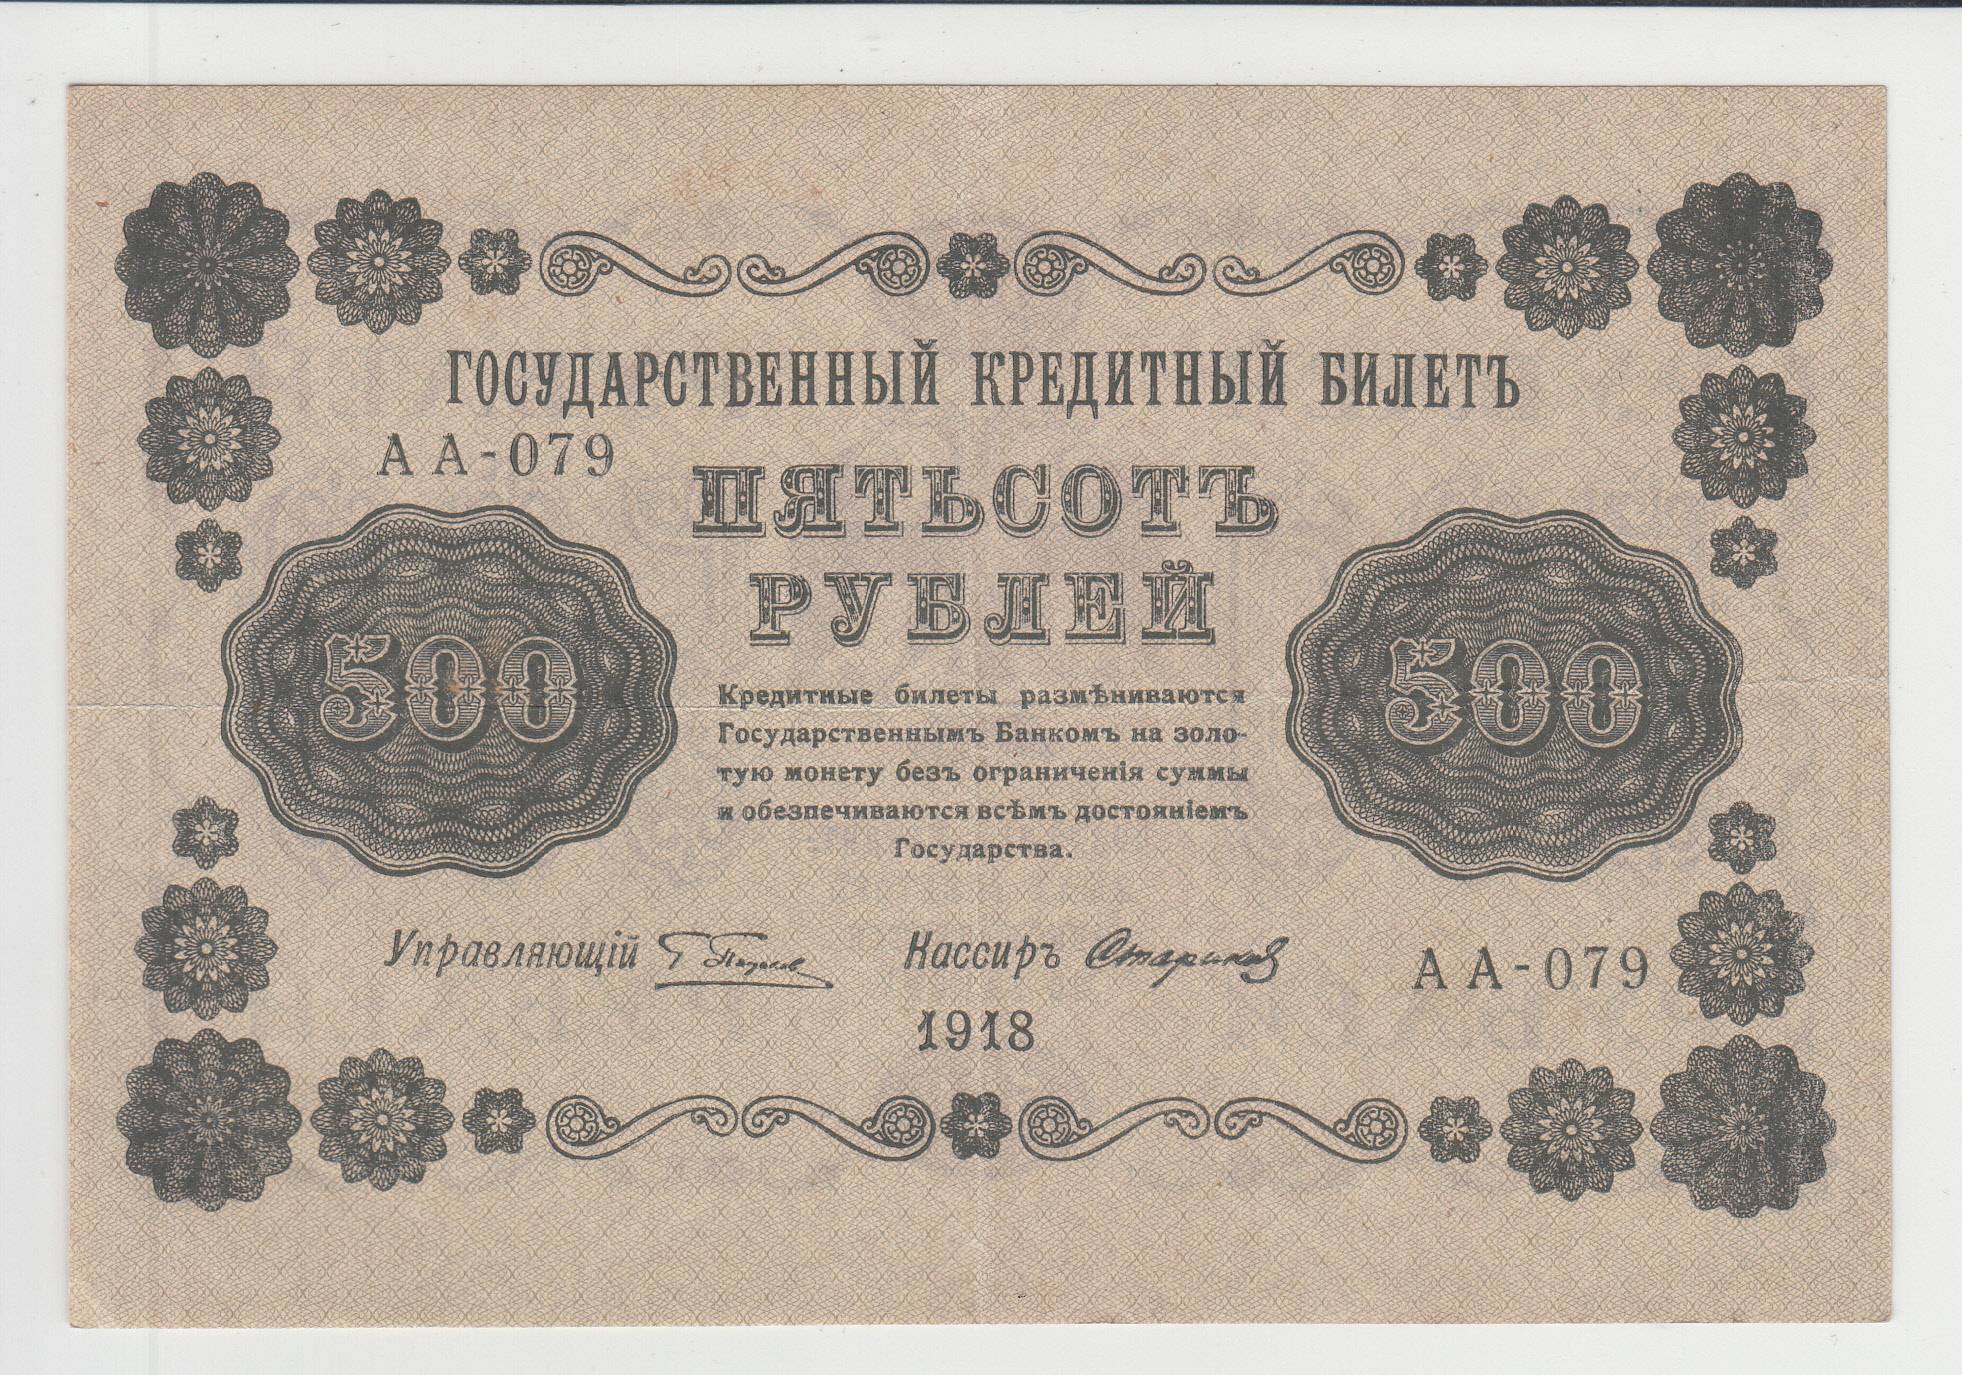 ГОСУДАРСТВЕННЫЙ КРЕДИТНЫЙ БИЛЕТЪ
АА-079
ПЯТЬСОТЪ
РУБЛЕЙ
500
500
Кредитные билеты размѣниваются
Государственнымъ Банкомъ на золо-
тую монету безъ ограниченія суммы
и обезпечиваются всѣмъ достояніемъ
Государства.
Управляющій Кассиръ Стариков
АА-079
1918